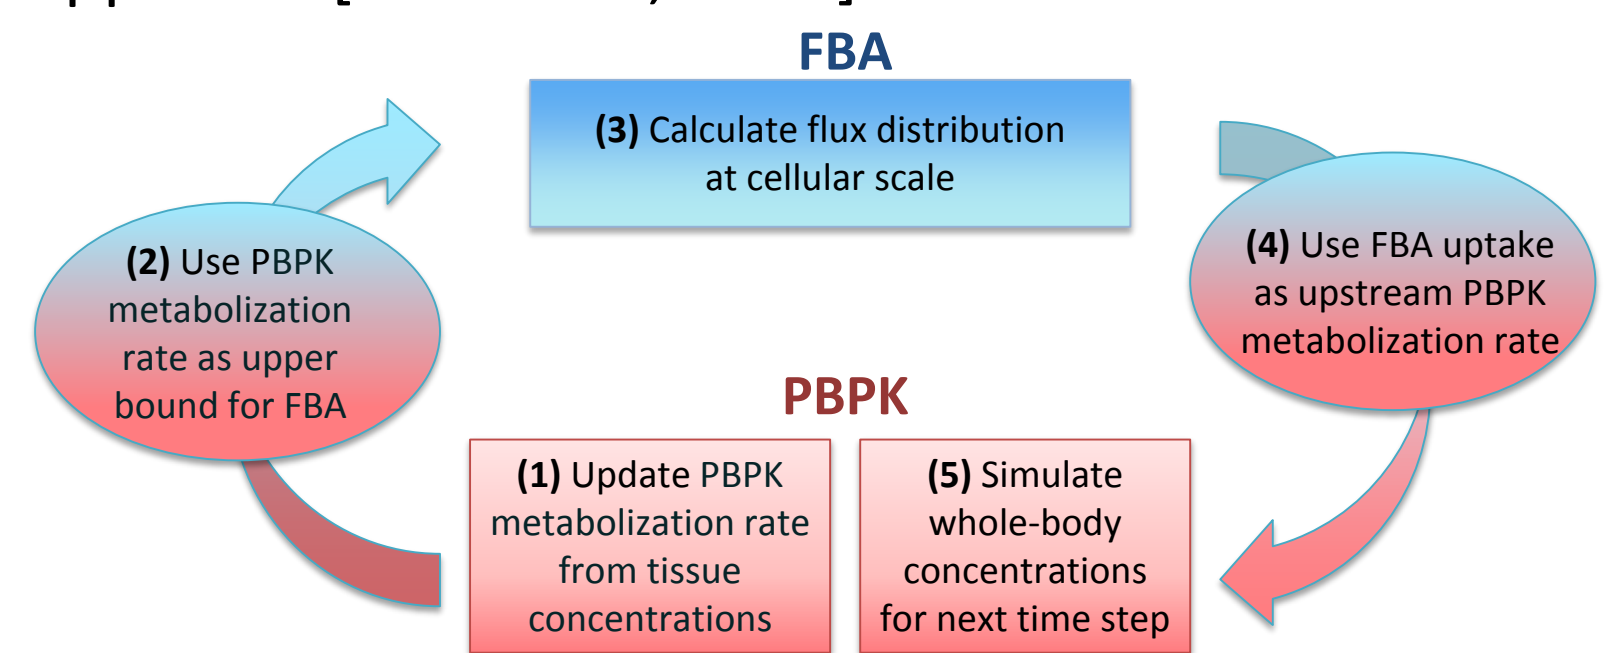 FBA
(3) Calculate flux distribution
at cellular scale
(2) Use PBPK
metabolization
rate as upper
bound for FBA
(4) Use FBA uptake
as upstream PBPK
metabolization rate
PBPK
(1) Update PBPK
metabolization rate
from tissue
concentrations
(5) Simulate
whole-body
concentrations
for next time step